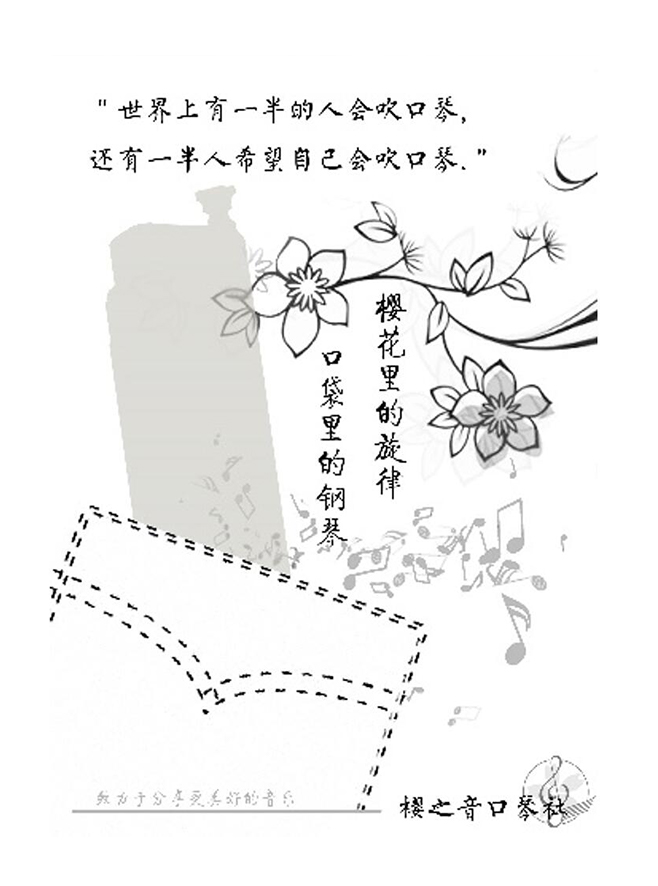 "世界上有一半的人会吹口琴,
还有一半人希望自己会吹口琴."
樱花里的旋律
口袋里的钢琴
致力于分享更美好的音乐
樱之音口琴社